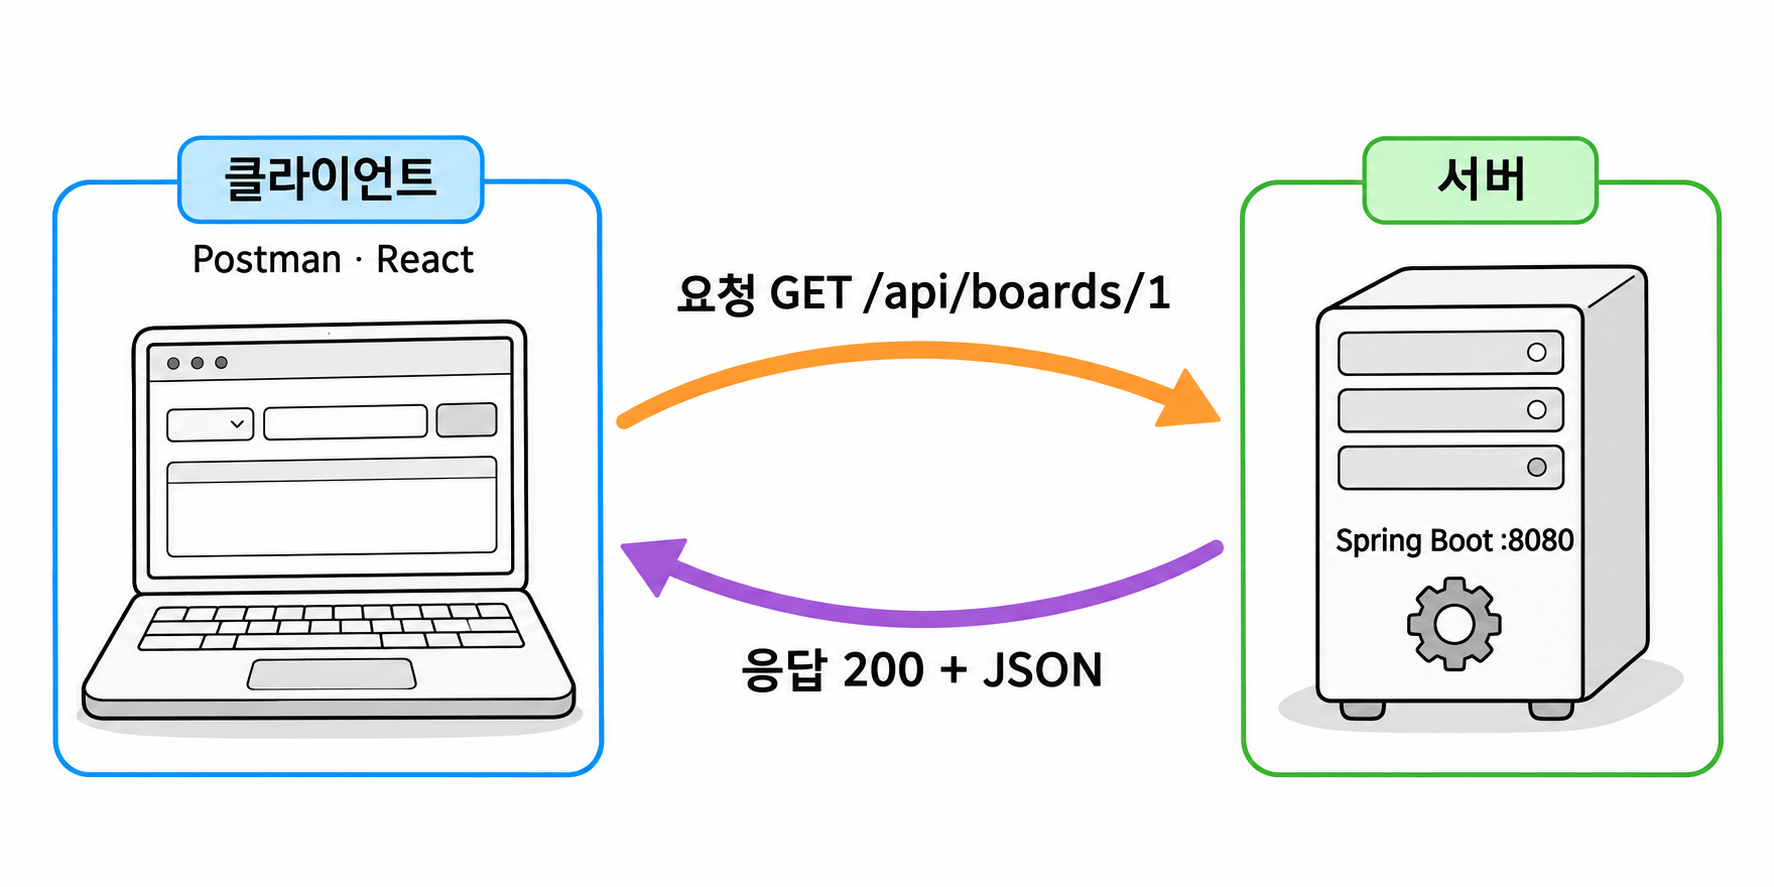 클라이언트
Postman · React
요청 GET /api/boards/1
응답 200 + JSON
서버
Spring Boot :8080